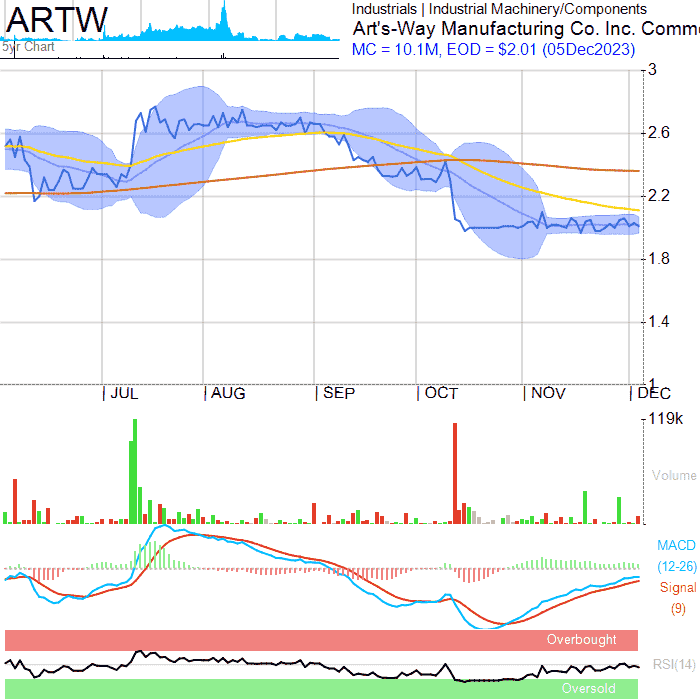 ARTW
5yr Chart
Industrials | Industrial Machinery/Components
Art's-Way Manufacturing Co. Inc. Comm
MC = 10.1M, EOD = $2.01 (05Dec2023)
3
2.6
2.2
1.8
1.4
1
JUL
AUG
SEP
OCT
NOV
DEC
119k
Volume
MACD
(12-26)
Signal
(9)
Overbought
RSI(14)
Oversold